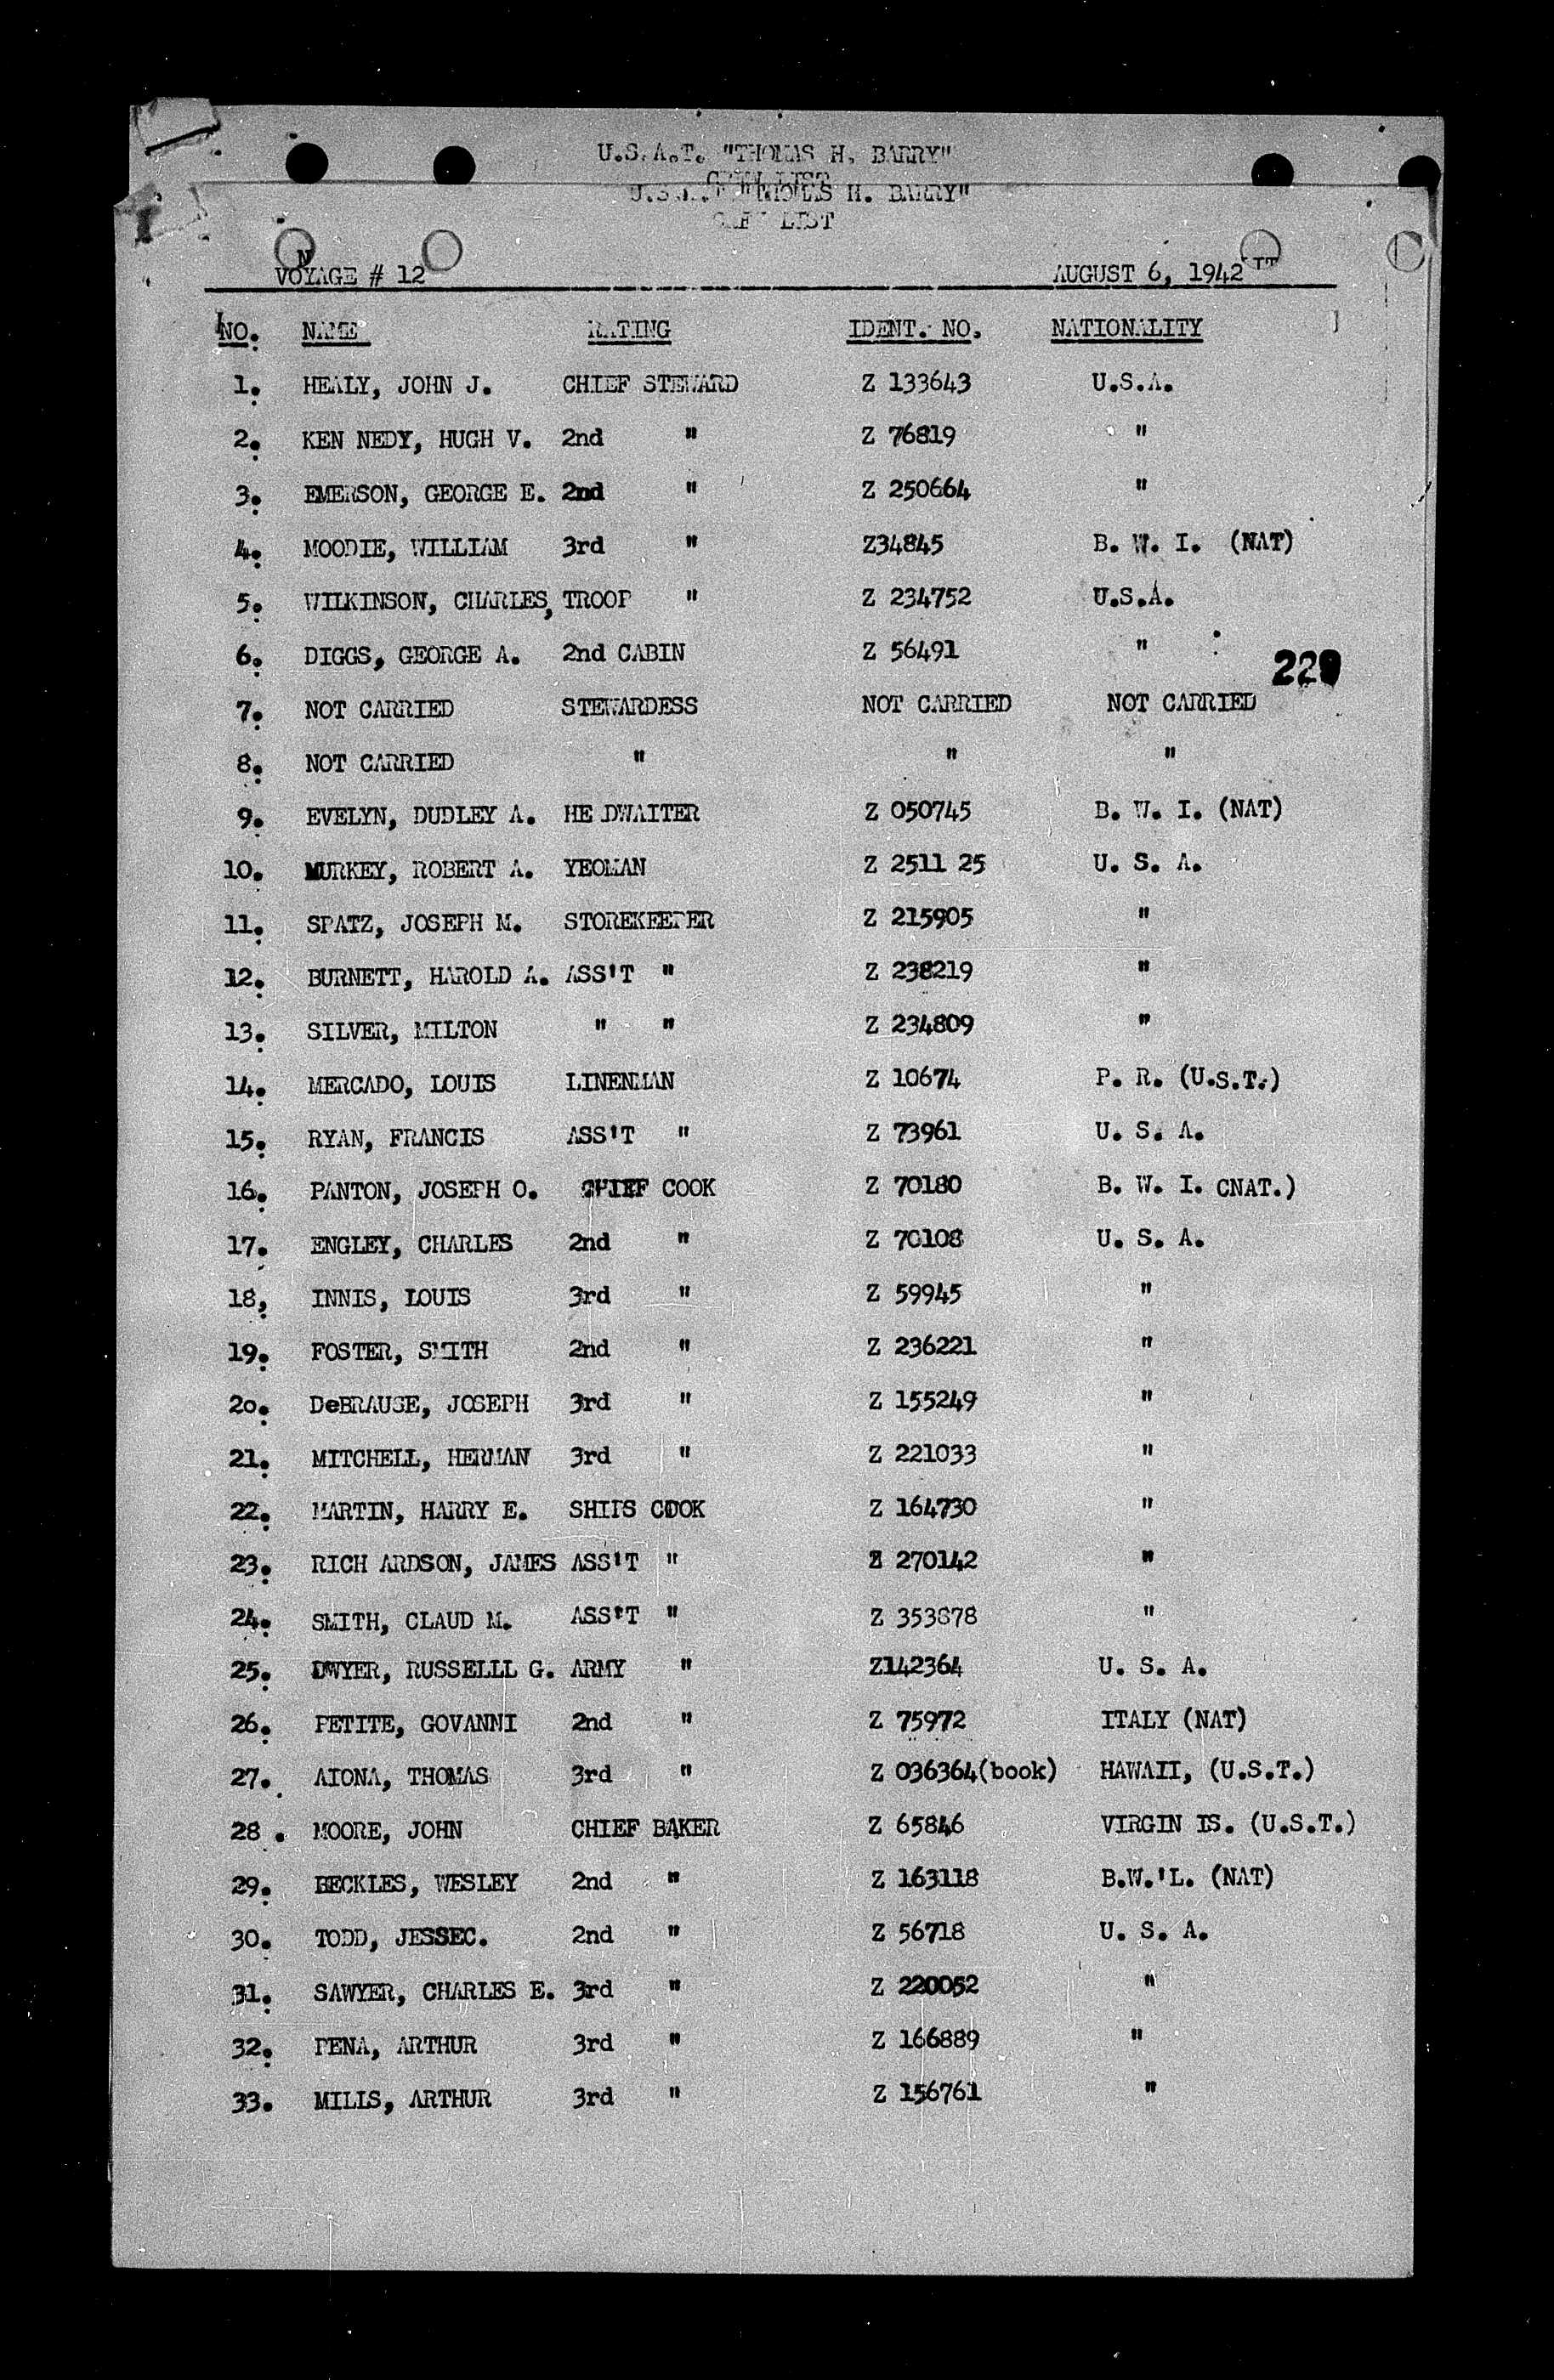 U.S.A.T. "THOMAS H. BARRY"
CREW LIST
U.S.A.T. "THOMAS H. BARRY"
CREW LIST
VOYAGE # 12 AUGUST 6, 1942
NO. NAME RATING IDENT. NO. NATIONALITY
1. HEALY, JOHN J. CHIEF STEWARD Z 133643 U.S.A.
2. KEN NEDY, HUGH V. 2nd " Z 76819 "
3. EMERSON, GEORGE E. 2nd " Z 250664 "
4. MOODIE, WILLIAM 3rd " Z34845 B. W. I. (NAT)
5. WILKINSON, CHARLES, TROOP " Z 234752 U.S.A.
6. DIGGS, GEORGE A. 2nd CABIN Z 56491 "
229
7. NOT CARRIED STEWARDESS NOT CARRIED NOT CARRIED
8. NOT CARRIED " " "
9. EVELYN, DUDLEY A. HE DWAITER Z 050745 B. W. I. (NAT)
10. MURKEY, ROBERT A. YEOMAN Z 2511 25 U. S. A.
11. SPATZ, JOSEPH M. STOREKEEPER Z 215905 "
12. BURNETT, HAROLD A. ASS'T " Z 238219 "
13. SILVER, MILTON " " Z 234809 "
14. MERCADO, LOUIS LINENMAN Z 10674 P. R. (U.S.T.)
15. RYAN, FRANCIS ASS'T " Z 73961 U. S. A.
16. PANTON, JOSEPH O. CHIEF COOK Z 70180 B. W. I. CNAT.)
17. ENGLEY, CHARLES 2nd " Z 70108 U. S. A.
18, INNIS, LOUIS 3rd " Z 59945 "
19. FOSTER, SMITH 2nd " Z 236221 "
20. DeBRAUSE, JOSEPH 3rd " Z 155249 "
21. MITCHELL, HERMAN 3rd " Z 221033 "
22. MARTIN, HARRY E. SHIPS COOK Z 164730 "
23. RICH ARDSON, JAMES ASS'T " Z 270142 "
24. SMITH, CLAUD M. ASS'T " Z 353878 "
25. DWYER, RUSSELLL G. ARMY " Z142364 U. S. A.
26. PETITE, GOVANNI 2nd " Z 75972 ITALY (NAT)
27. AIONA, THOMAS 3rd " Z 036364(book) HAWAII, (U.S.T.)
28 . MOORE, JOHN CHIEF BAKER Z 65846 VIRGIN IS. (U.S.T.)
29. BECKLES, WESLEY 2nd " Z 163118 B.W.'L. (NAT)
30. TODD, JESSEC. 2nd " Z 56718 U. S. A.
31. SAWYER, CHARLES E. 3rd " Z 220052 "
32. PENA, ARTHUR 3rd " Z 166889 "
33. MILLS, ARTHUR 3rd " Z 156761 "